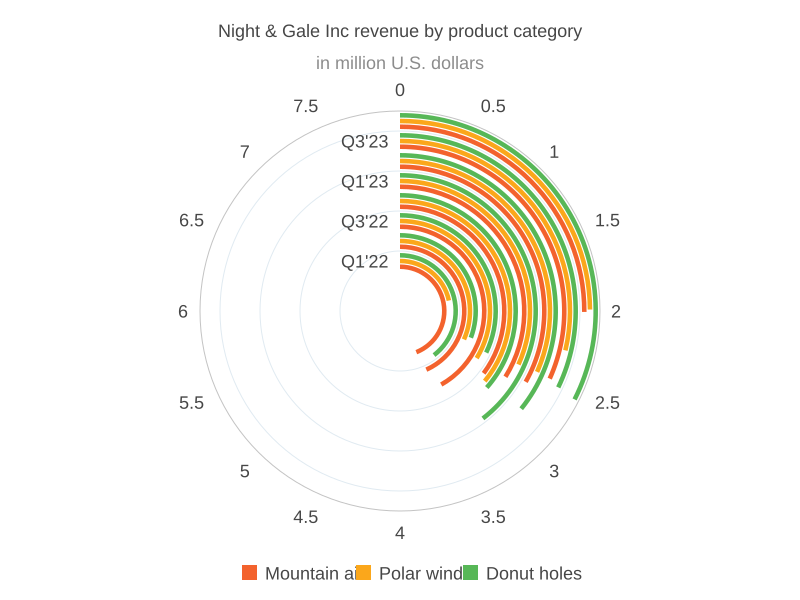 Night & Gale Inc revenue by product category
in million U.S. dollars
0
7.5
0.5
7
1
6.5
1.5
6
2
5.5
2.5
5
3
4.5
3.5
4
Q3'23
Q1'23
Q3'22
Q1'22
Mountain ai
Polar wind
Donut holes